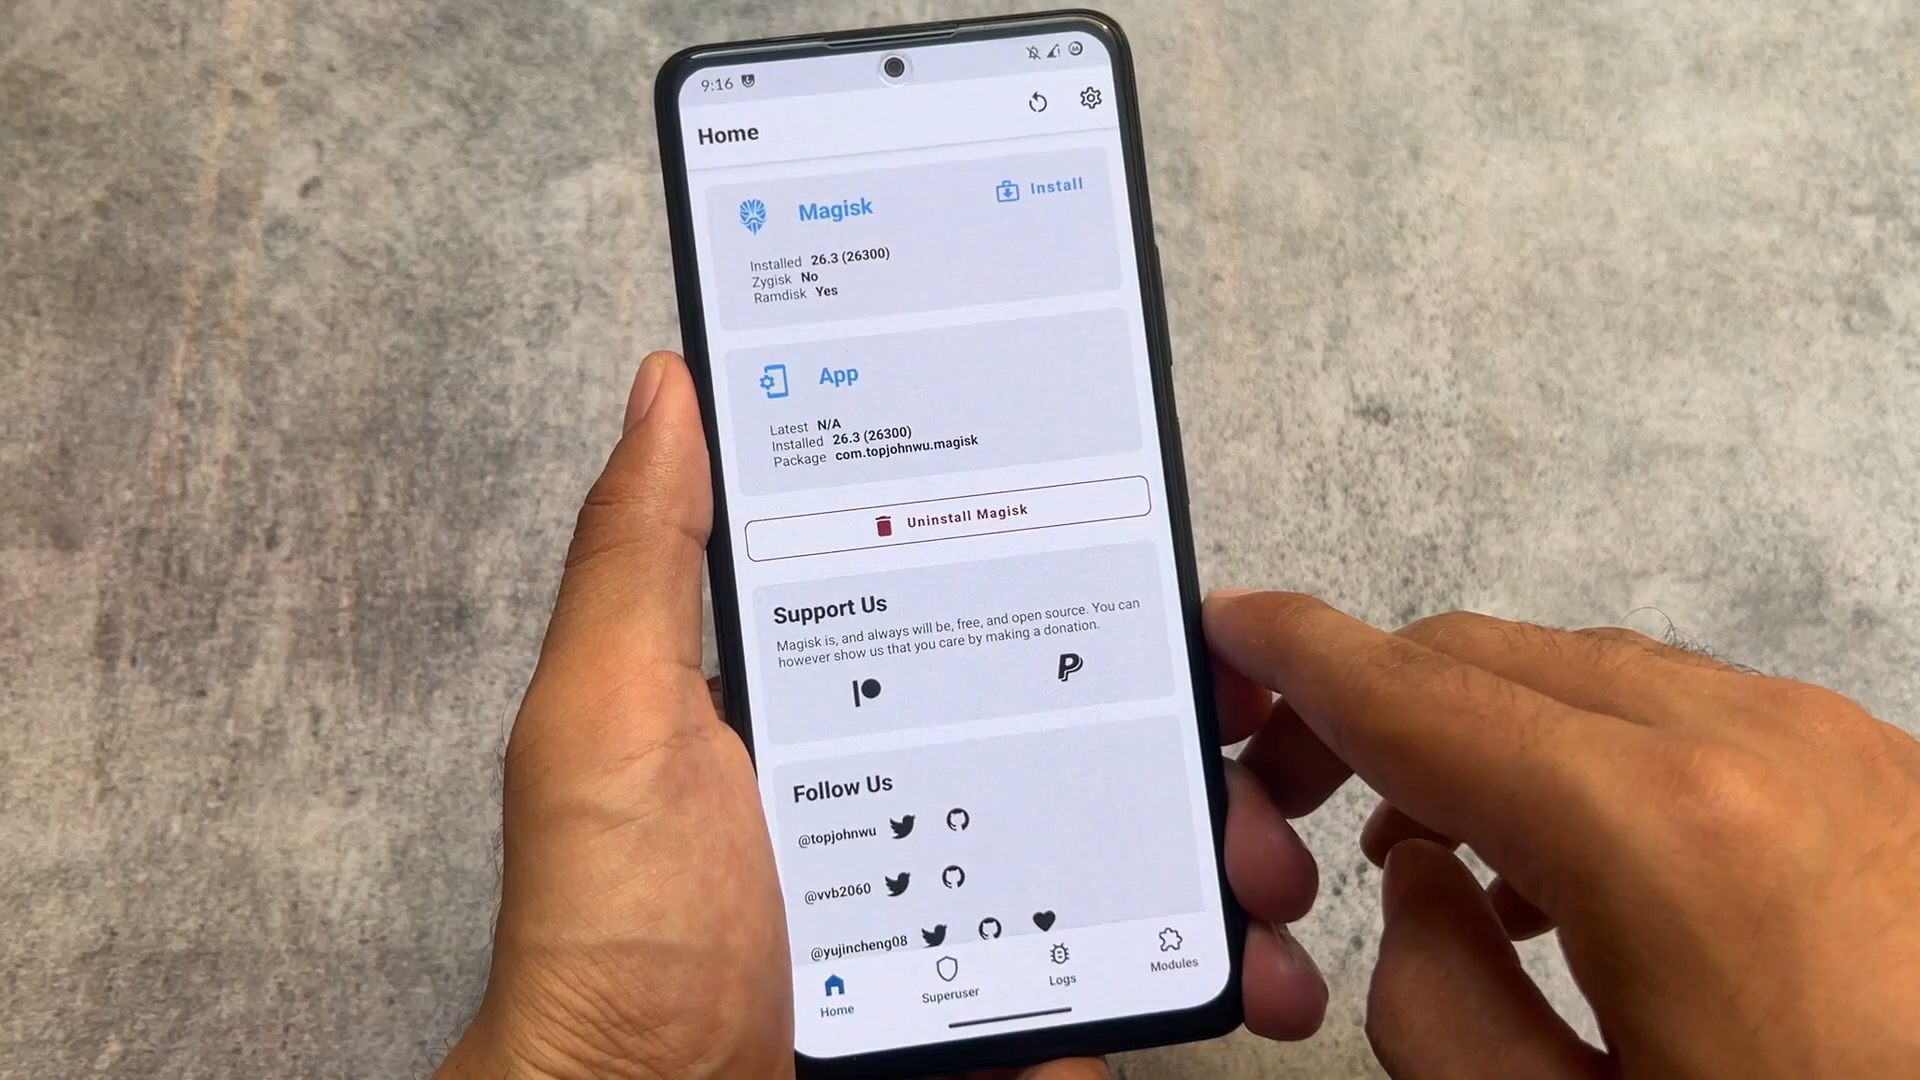 9:16
Home
Magisk
Install
Installed 26.3 (26300)
Zygisk No
Ramdisk Yes
App
Latest N/A
Installed 26.3 (26300)
Package com.topjohnwu.magisk
Uninstall Magisk
Support Us
Magisk is, and always will be, free, and open source. You can
however show us that you care by making a donation.
Follow Us
@topjohnwu
@vvb2060
@yujincheng08
Home
Superuser
Logs
Modules